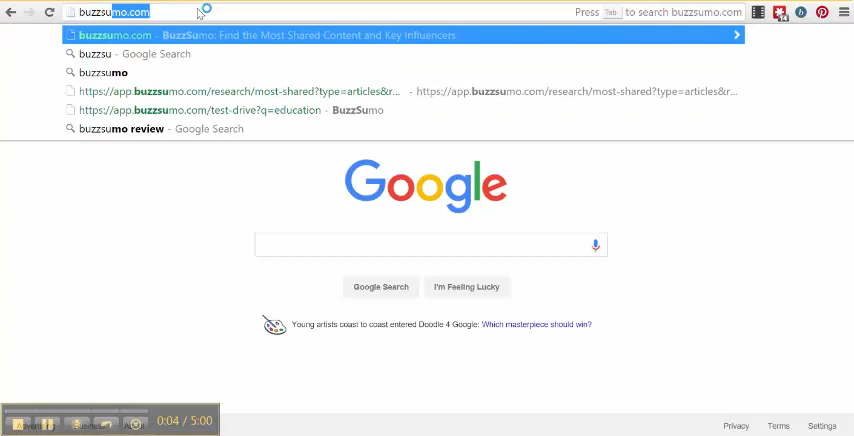 buzzsumo.com Press Tab to search buzzsumo.com
buzzsumo.com - BuzzSumo: Find the Most Shared Content and Key Influencers
buzzsu - Google Search
buzzsumo
https://app.buzzsumo.com/research/most-shared?type=articles&r... - https://app.buzzsumo.com/research/most-shared?type=articles&r...
https://app.buzzsumo.com/test-drive?q=education - BuzzSumo
buzzsumo review - Google Search
Google
Google Search I'm Feeling Lucky
Young artists coast to coast entered Doodle 4 Google: Which masterpiece should win?
0:04 / 5:00
Advertising Business About Privacy Terms Settings